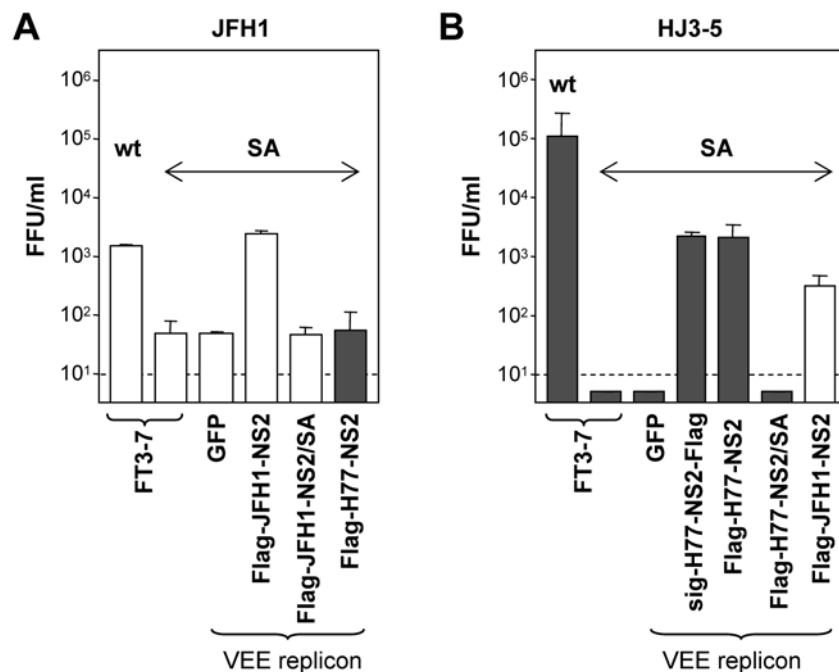 A
JFH1
FFU/ml
10⁶
10⁵
10⁴
10³
10²
10¹
wt
SA
FT3-7
GFP
Flag-JFH1-NS2
Flag-JFH1-NS2/SA
Flag-H77-NS2
VEE replicon
B
HJ3-5
FFU/ml
10⁶
10⁵
10⁴
10³
10²
10¹
wt
SA
FT3-7
GFP
sig-H77-NS2-Flag
Flag-H77-NS2
Flag-H77-NS2/SA
Flag-JFH1-NS2
VEE replicon